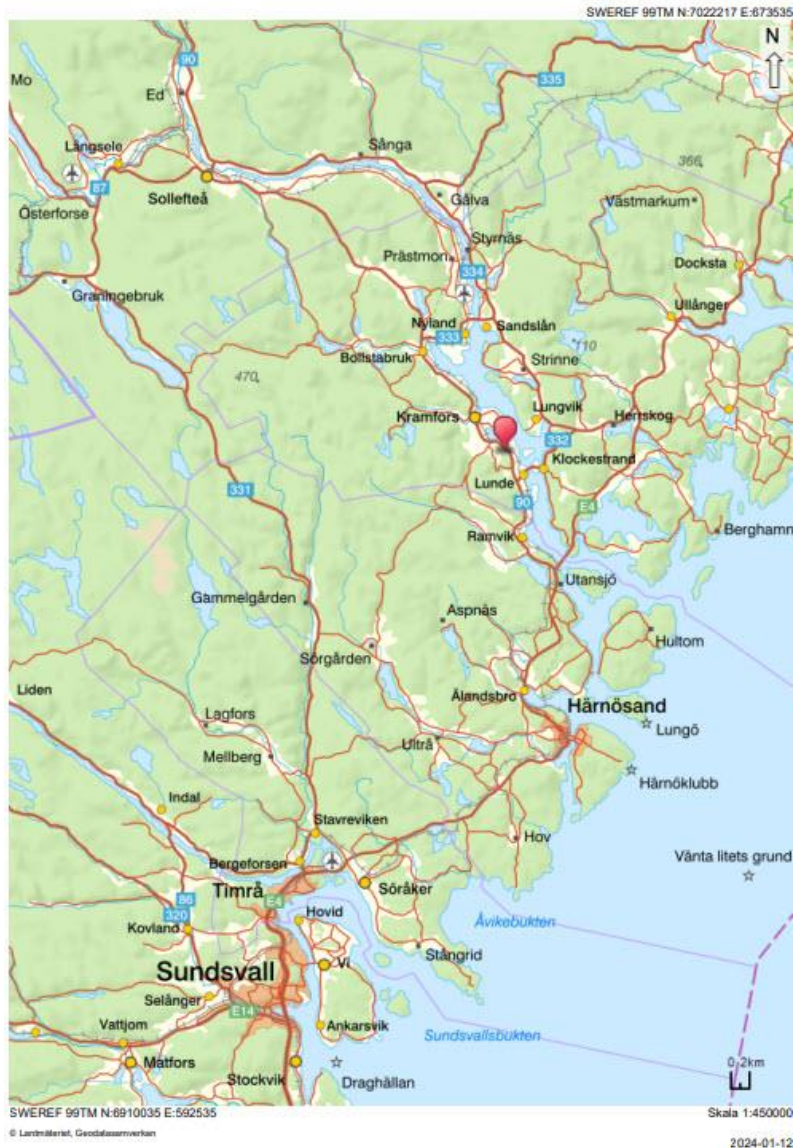 SWEREF 99TM N:7022217 E:673535
N
90
335
Mo
Ed
Långsele
Sånga
366
87
Sollefteå
Gålva
Västmarkum
Österforse
Styrnäs
Prästmon
Docksta
334
Graningebruk
Nyland
Sandslån
Ullånger
333
110
Bollstabruk
Strinne
470
Kramfors
Lungvik
Hertskog
332
Klockestrand
Lunde
331
90
E4
Ramvik
Berghamn
Utansjö
Gammelgården
Aspnäs
Hultom
Sörgården
Liden
Älandsbro
Härnösand
Lagfors
Lungö
Ulträ
Mellberg
Härnöklubb
Indal
Stavreviken
Hov
Bergeforsen
Vänta litets grund
Timrå
Söråker
86
E4
320
Hovid
Åvikebukten
Kovland
Stångrid
Sundsvall
Vi
Selånger
E14
Ankarsvik
Vattjom
Sundsvallsbukten
Matfors
Stockvik
Draghällan
0 2km
SWEREF 99TM N:6910035 E:592535
Skala 1:450000
© Lantmäteriet, Geodatasamverkan
2024-01-12